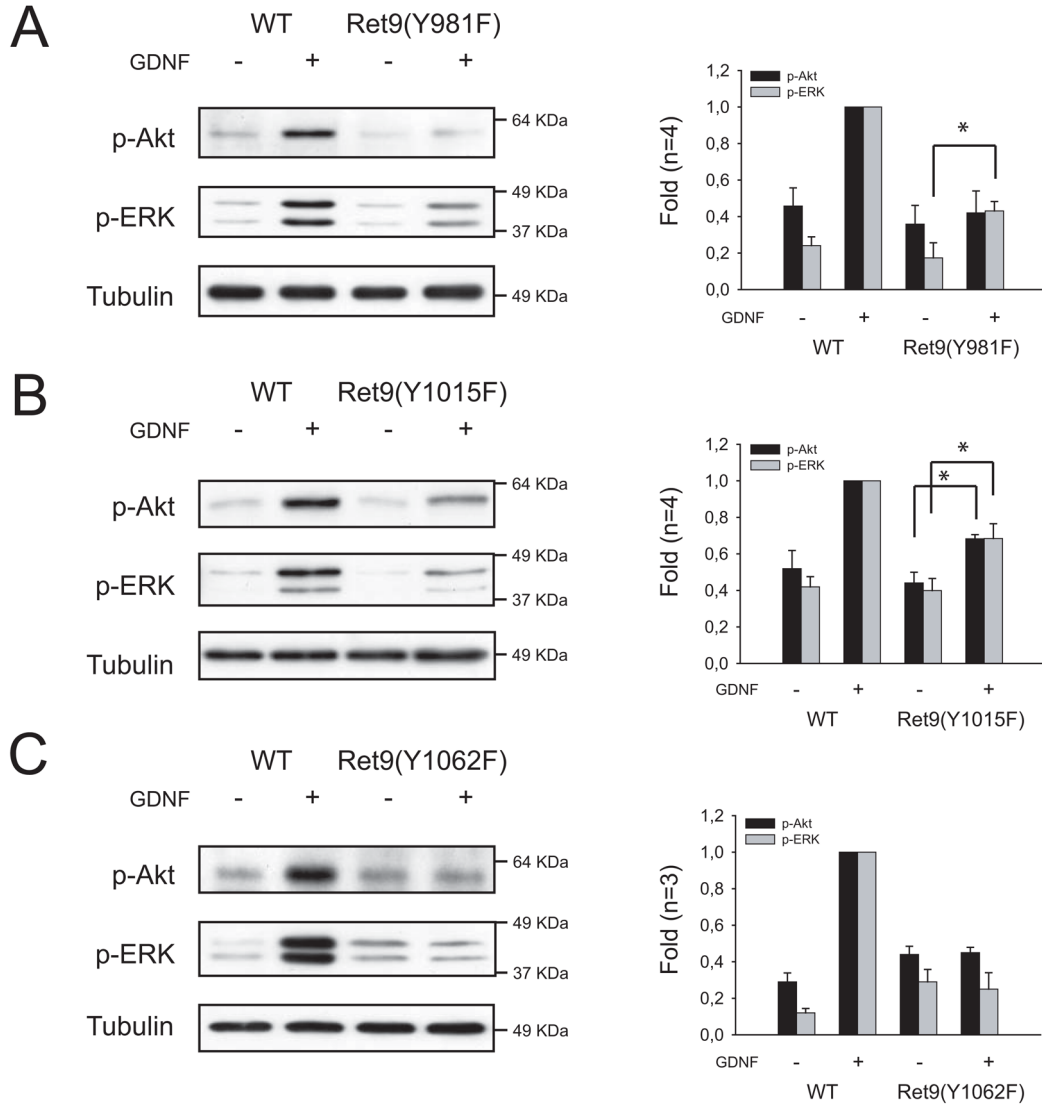 A
WT Ret9(Y981F)
GDNF - + - +
p-Akt
64 KDa
p-ERK
49 KDa
37 KDa
Tubulin
49 KDa
p-Akt
p-ERK
Fold (n=4)
1,2
1,0
0,8
0,6
0,4
0,2
0,0
*
GDNF - + - +
WT Ret9(Y981F)
B
WT Ret9(Y1015F)
GDNF - + - +
p-Akt
64 KDa
p-ERK
49 KDa
37 KDa
Tubulin
49 KDa
p-Akt
p-ERK
Fold (n=4)
1,2
1,0
0,8
0,6
0,4
0,2
0,0
*
*
GDNF - + - +
WT Ret9(Y1015F)
C
WT Ret9(Y1062F)
GDNF - + - +
p-Akt
64 KDa
p-ERK
49 KDa
37 KDa
Tubulin
49 KDa
p-Akt
p-ERK
Fold (n=3)
1,2
1,0
0,8
0,6
0,4
0,2
0,0
GDNF - + - +
WT Ret9(Y1062F)